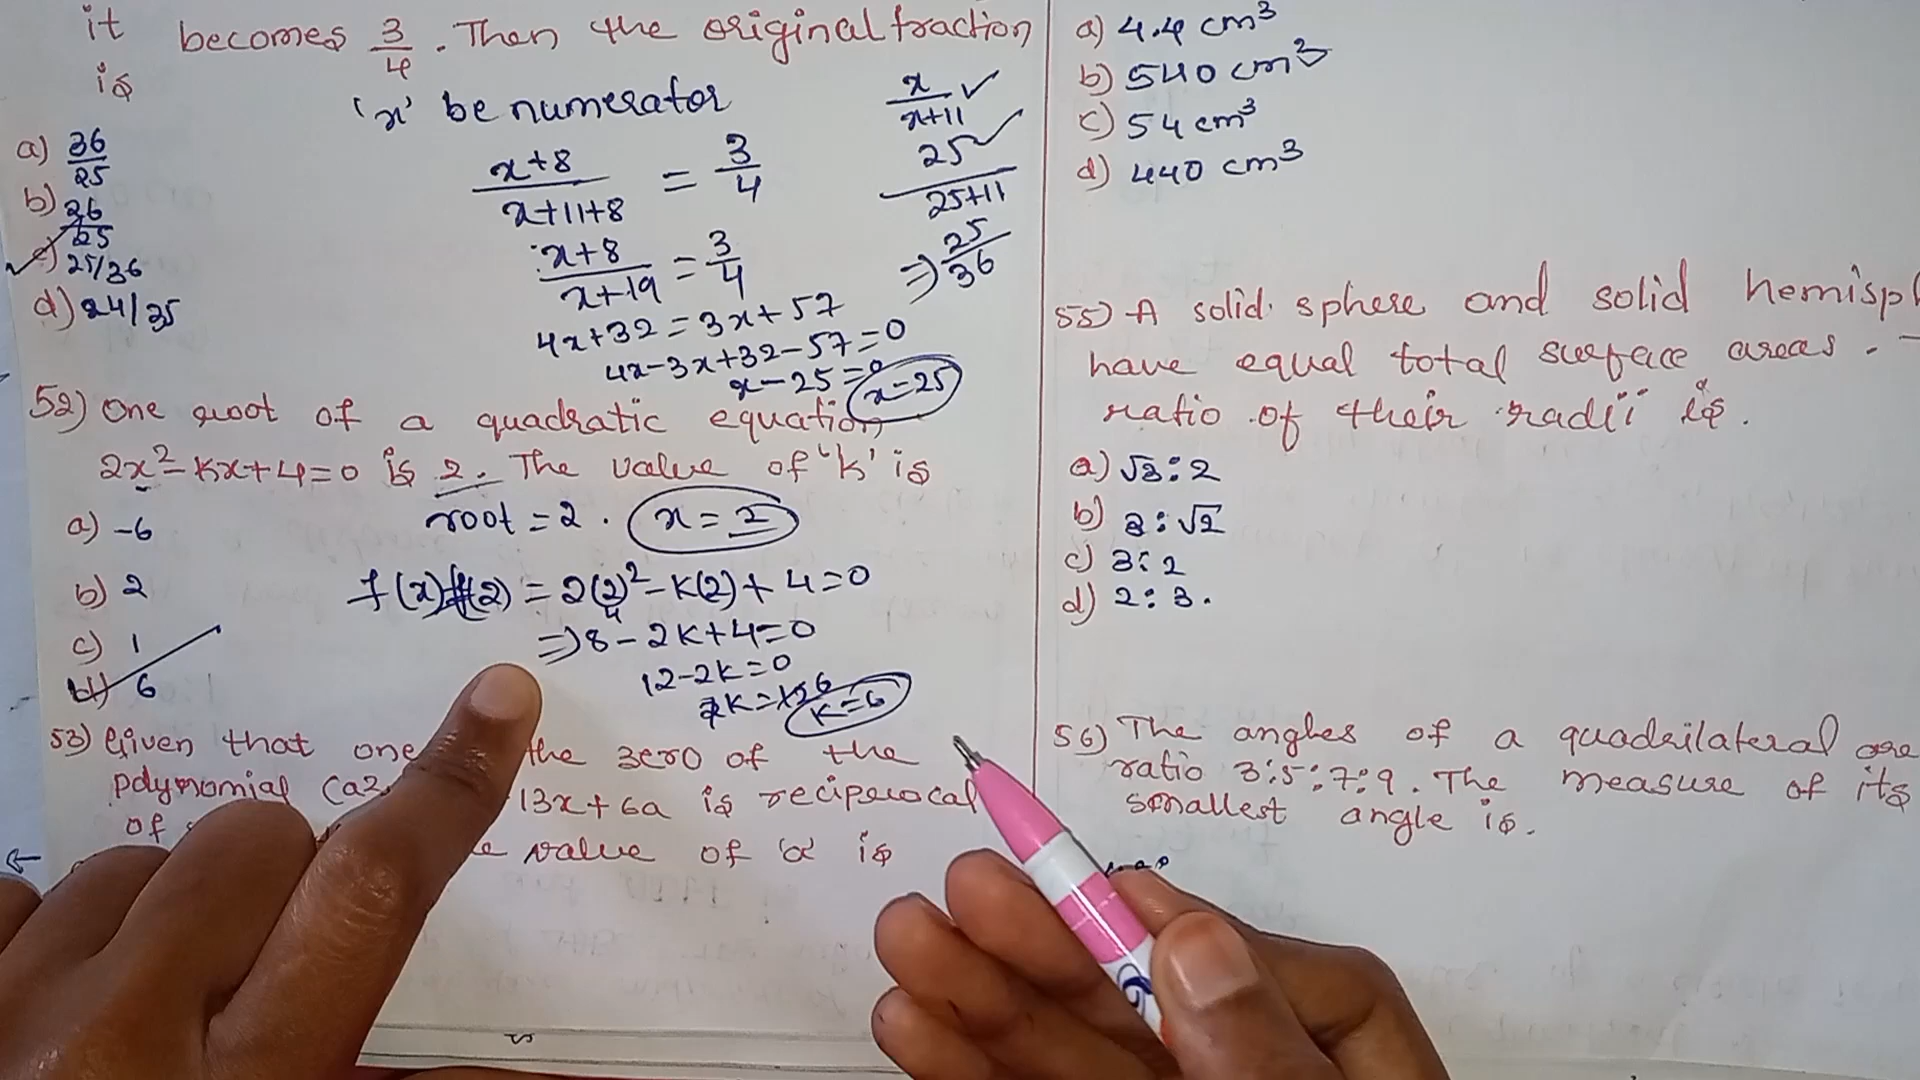 it becomes 3/4 . Then the original fraction
is
'x' be numerator
x/x+11 ✓
a) 36/25
b) 26/25
c) 25/36
d) 24/35
x+8/x+11+8 = 3/4
25/25+11
x+8/x+19 = 3/4
⇒ 25/36
4x+32=3x+57
4x-3x+32-57=0
x-25=0 x=25
52) One root of a quadratic equation
2x²-kx+4=0 is 2. The value of 'k' is
root = 2 . x = 2
a) -6
b) 2
c) 1
d) 6
= 2(2)² - K(2) + 4 = 0
4
⇒ 8 - 2K+4=0
12-2K=0
K=6
53) Given that one the zero of the
polynomial (a2 13x+6a is reciprocal
of value of is
a) 4.4 cm³
b) 540 cm³
c) 54 cm³
d) 440 cm³
55) A solid sphere and solid
have equal total surface areas.
ratio of their radii is.
a) √3:2
b) 3:√2
c) 3:2
d) 2:3.
56) The angles of a quadrilateral are
ratio 3:5:7:9. The measure of its
smallest angle is.